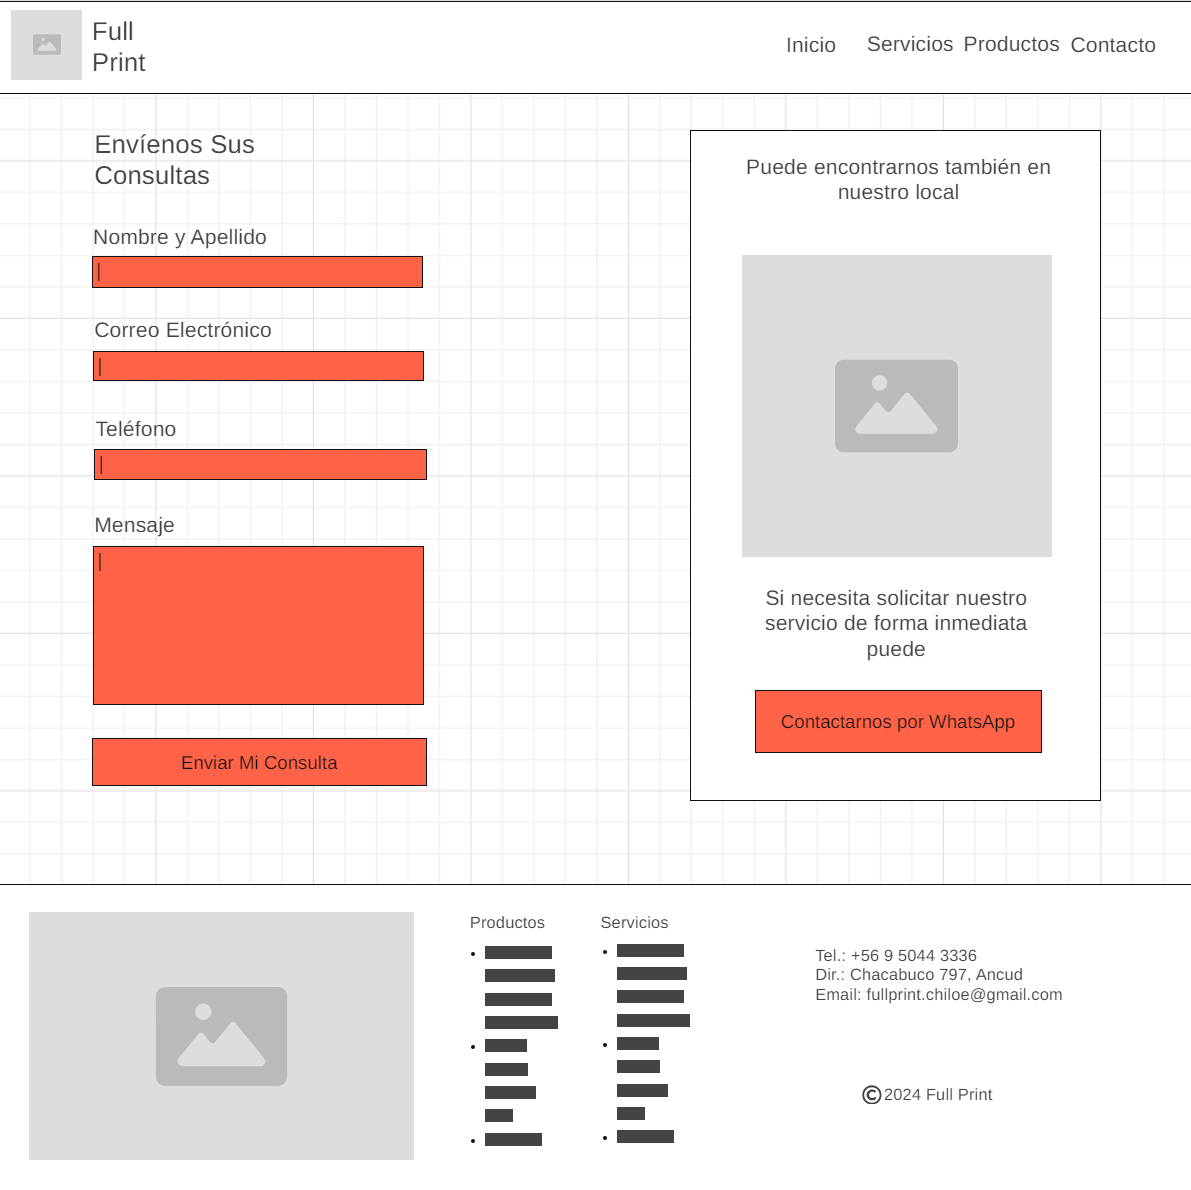 Full
Print
Inicio
Servicios
Productos
Contacto
Envíenos Sus
Consultas
Nombre y Apellido
Correo Electrónico
Teléfono
Mensaje
Enviar Mi Consulta
Puede encontrarnos también en
nuestro local
Si necesita solicitar nuestro
servicio de forma inmediata
puede
Contactarnos por WhatsApp
Productos
Servicios
Tel.: +56 9 5044 3336
Dir.: Chacabuco 797, Ancud
Email: fullprint.chiloe@gmail.com
© 2024 Full Print